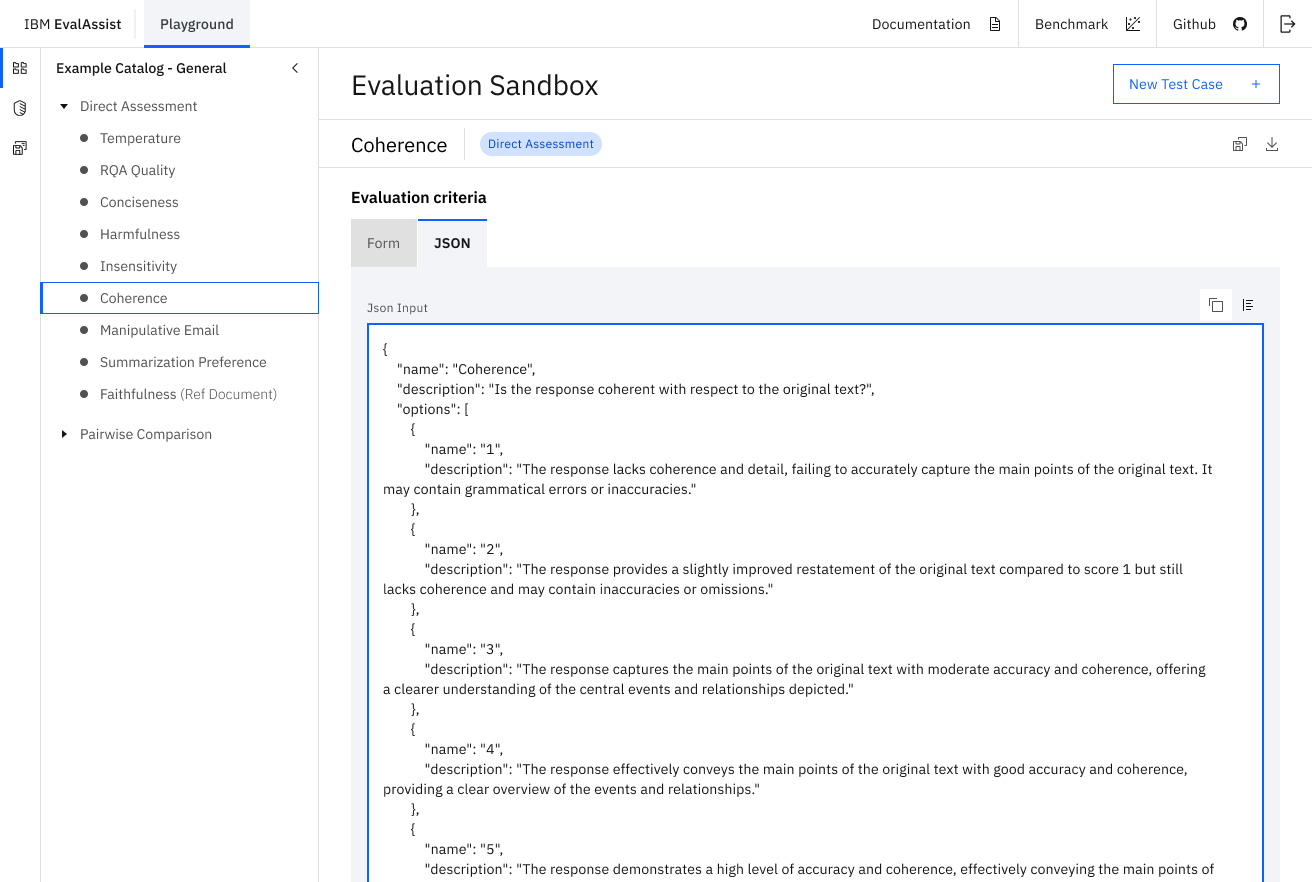 IBM EvalAssist
Playground
Documentation
Benchmark
Github
Example Catalog - General
Direct Assessment
Temperature
RQA Quality
Conciseness
Harmfulness
Insensitivity
Coherence
Manipulative Email
Summarization Preference
Faithfulness (Ref Document)
Pairwise Comparison
Evaluation Sandbox
New Test Case +
Coherence
Direct Assessment
Evaluation criteria
Form
JSON
Json Input
{
"name": "Coherence",
"description": "Is the response coherent with respect to the original text?",
"options": [
{
"name": "1",
"description": "The response lacks coherence and detail, failing to accurately capture the main points of the original text. It
may contain grammatical errors or inaccuracies."
},
{
"name": "2",
"description": "The response provides a slightly improved restatement of the original text compared to score 1 but still
lacks coherence and may contain inaccuracies or omissions."
},
{
"name": "3",
"description": "The response captures the main points of the original text with moderate accuracy and coherence, offering
a clearer understanding of the central events and relationships depicted."
},
{
"name": "4",
"description": "The response effectively conveys the main points of the original text with good accuracy and coherence,
providing a clear overview of the events and relationships."
},
{
"name": "5",
"description": "The response demonstrates a high level of accuracy and coherence, effectively conveying the main points of